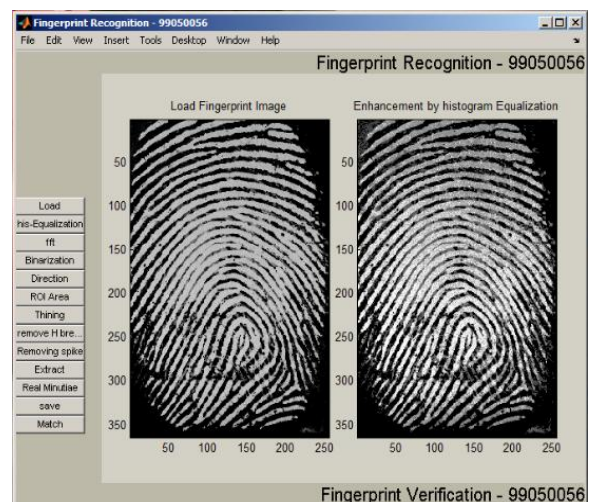 Fingerprint Recognition - 99050056
File Edit View Insert Tools Desktop Window Help
Fingerprint Recognition - 99050056
Load Fingerprint Image
Enhancement by histogram Equalization
50
100
150
200
250
300
350
50 100 150 200 250
50
100
150
200
250
300
350
50 100 150 200 250
Load
his-Equalization
fft
Binarization
Direction
ROI Area
Thining
remove H bre...
Removing spike
Extract
Real Minutiae
save
Match
Fingerprint Verification - 99050056